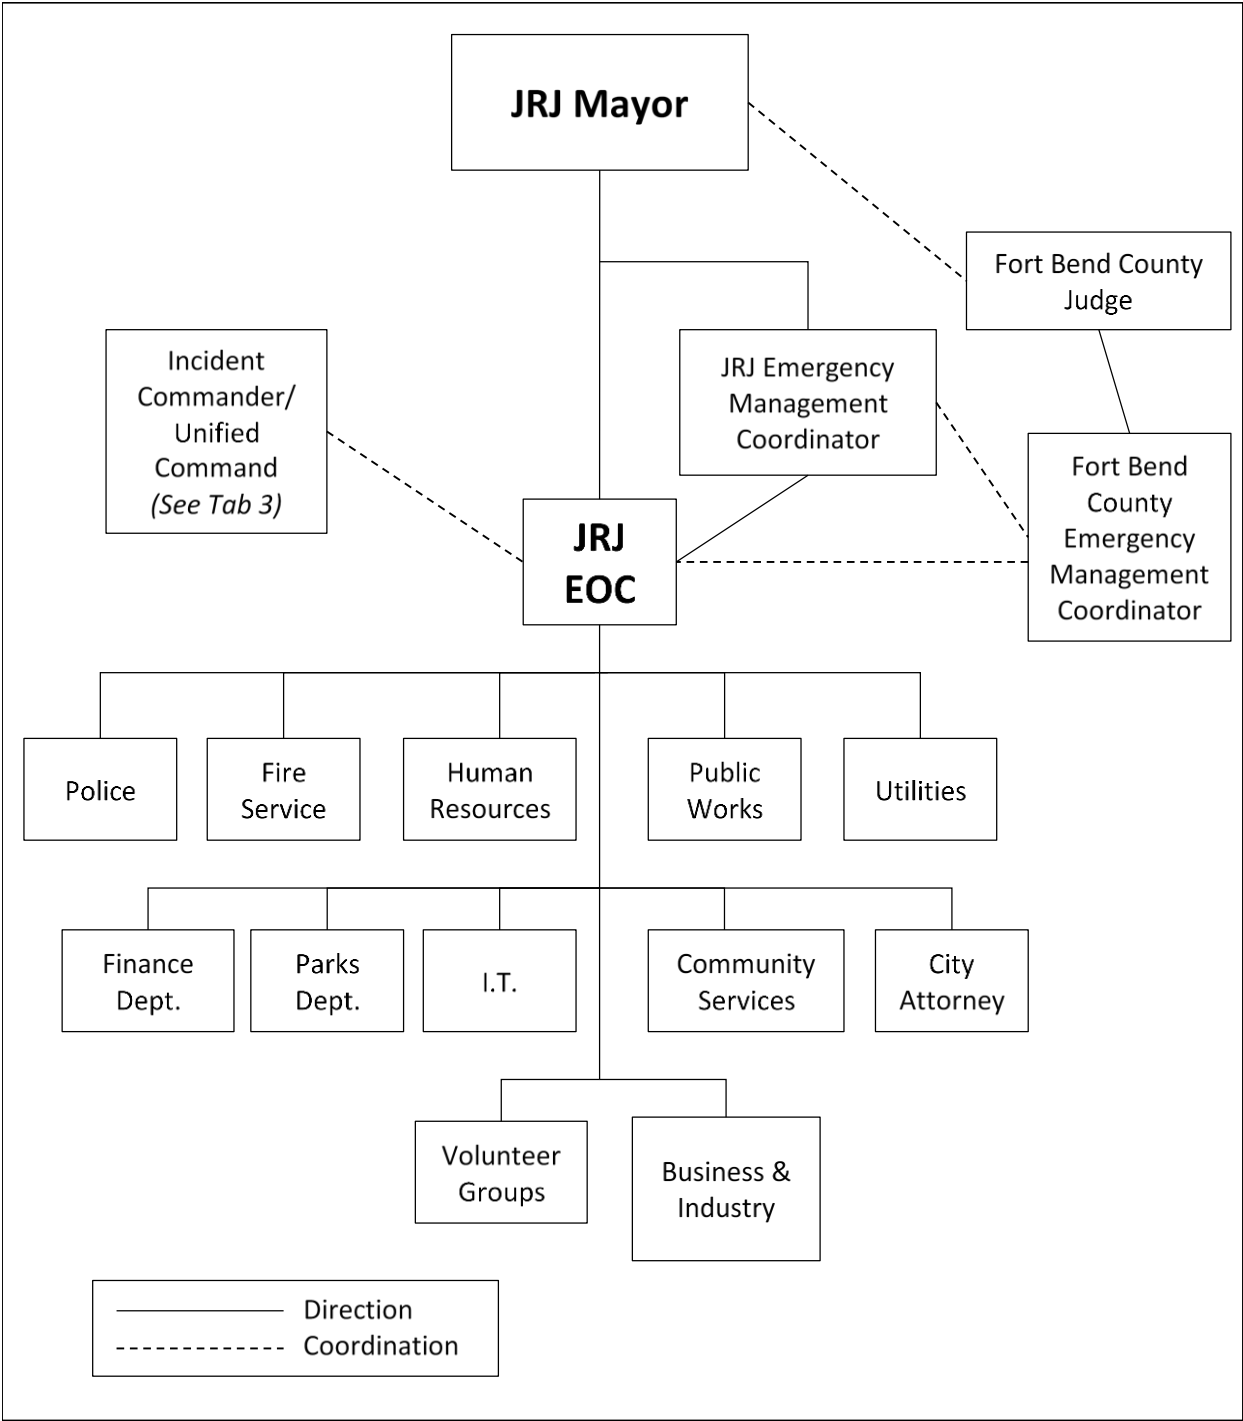 JRJ Mayor
Fort Bend County
Judge
Incident
Commander/
Unified
Command
(See Tab 3)
JRJ Emergency
Management
Coordinator
Fort Bend
County
Emergency
Management
Coordinator
JRJ
EOC
Police
Fire
Service
Human
Resources
Public
Works
Utilities
Finance
Dept.
Parks
Dept.
I.T.
Community
Services
City
Attorney
Volunteer
Groups
Business &
Industry
Direction
Coordination